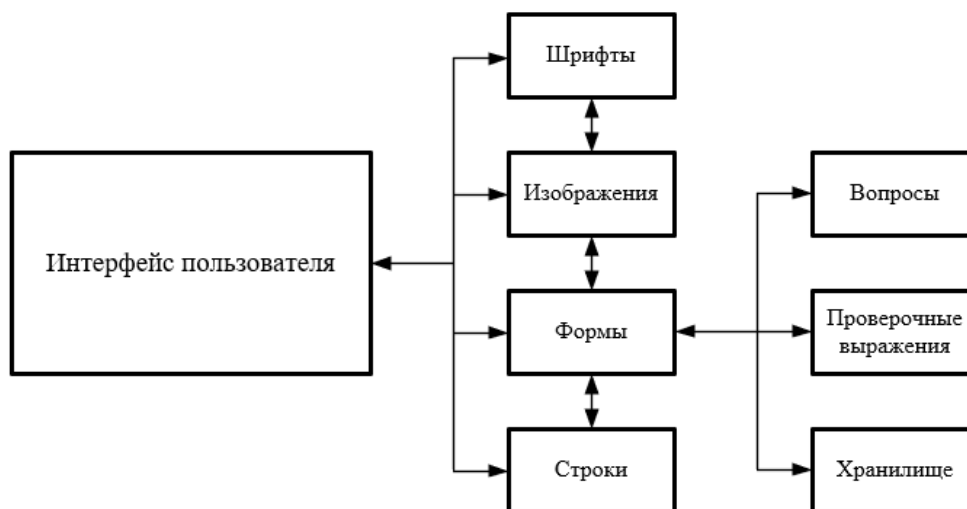 Шрифты
Изображения
Вопросы
Интерфейс пользователя
Формы
Проверочные
выражения
Строки
Хранилище